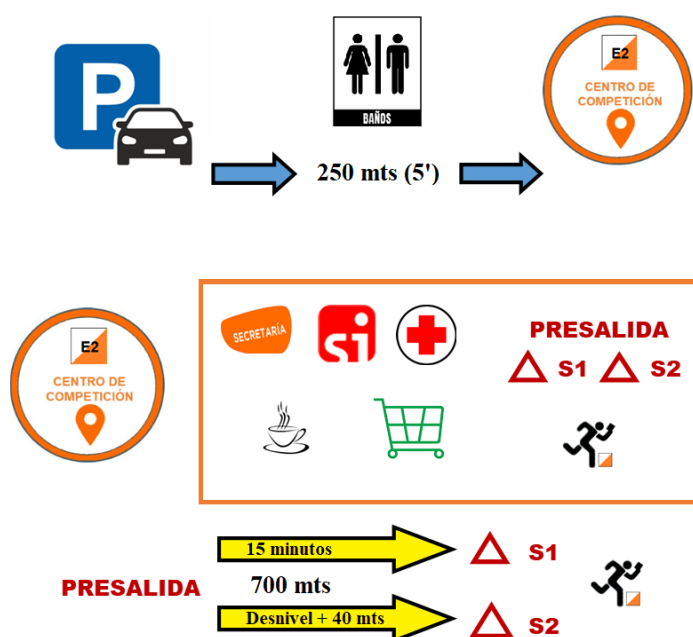 P
BAÑOS
250 mts (5')
E2
CENTRO DE
COMPETICIÓN
E2
CENTRO DE
COMPETICIÓN
SECRETARÍA
si
PRESALIDA
S1 S2
15 minutos
S1
PRESALIDA
700 mts
Desnivel + 40 mts
S2